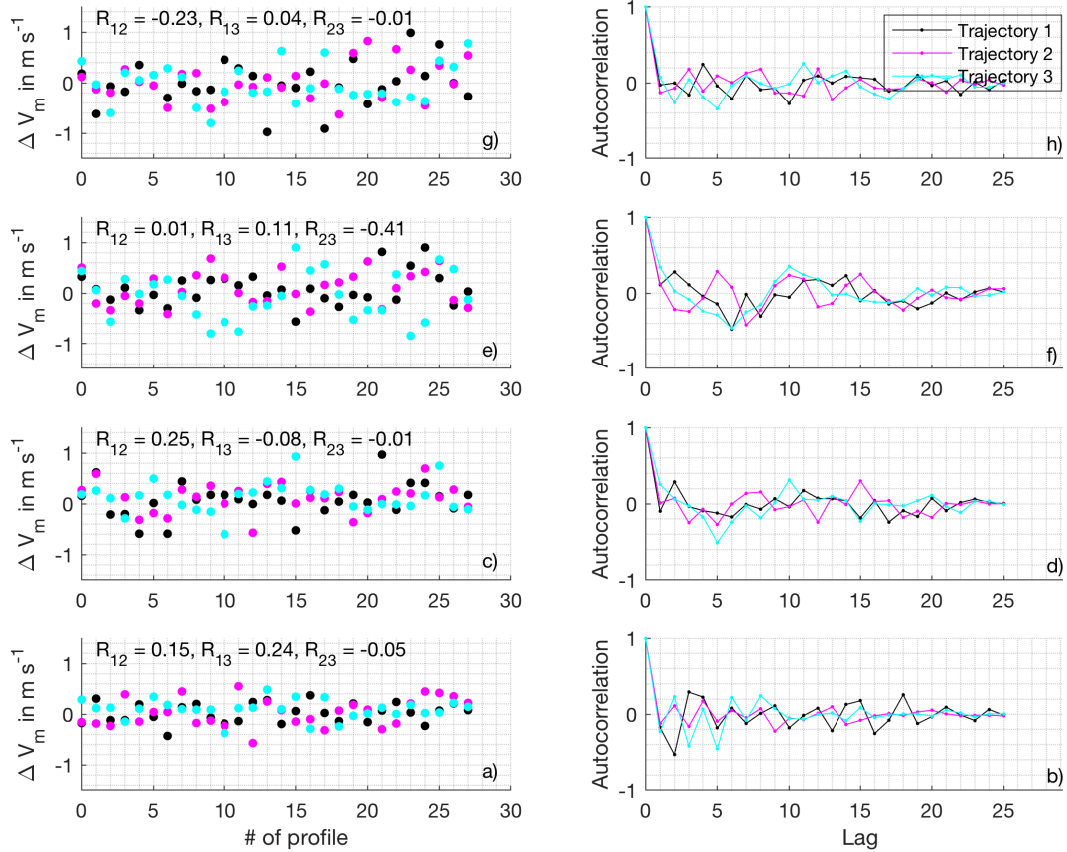 R12 = -0.23, R13 = 0.04, R23 = -0.01
Δ Vm in m s-1
1
0
-1
g)
0 5 10 15 20 25 30
Autocorrelation
1
0
-1
Trajectory 1
Trajectory 2
Trajectory 3
h)
0 5 10 15 20 25
R12 = 0.01, R13 = 0.11, R23 = -0.41
Δ Vm in m s-1
1
0
-1
e)
0 5 10 15 20 25 30
Autocorrelation
1
0
-1
f)
0 5 10 15 20 25
R12 = 0.25, R13 = -0.08, R23 = -0.01
Δ Vm in m s-1
1
0
-1
c)
0 5 10 15 20 25 30
Autocorrelation
1
0
-1
d)
0 5 10 15 20 25
R12 = 0.15, R13 = 0.24, R23 = -0.05
Δ Vm in m s-1
1
0
-1
a)
0 5 10 15 20 25 30
# of profile
Autocorrelation
1
0
-1
b)
0 5 10 15 20 25
Lag